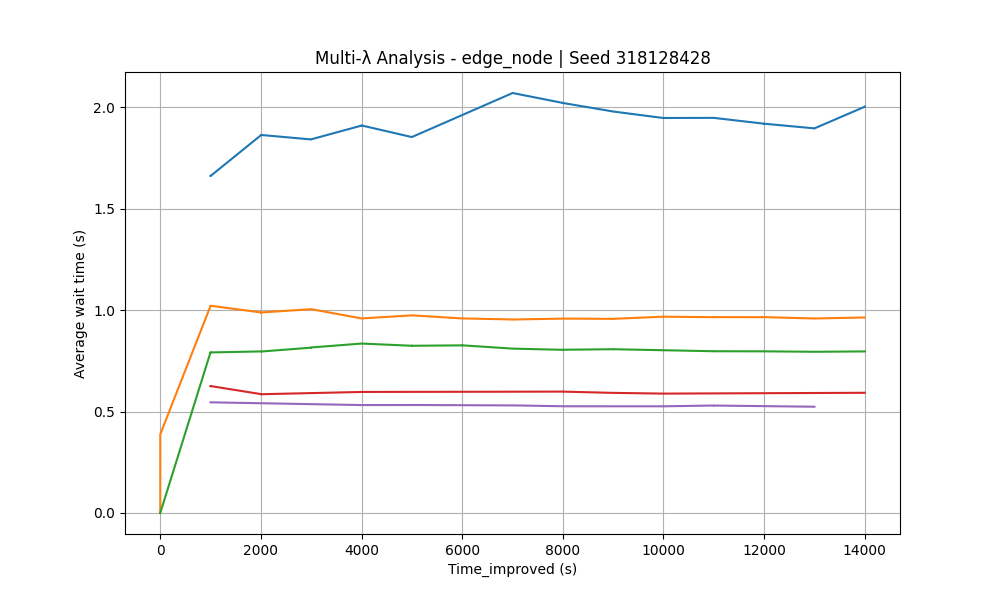 Multi-λ Analysis - edge_node | Seed 318128428
Average wait time (s)
2.0
1.5
1.0
0.5
0.0
0 2000 4000 6000 8000 10000 12000 14000
Time_improved (s)